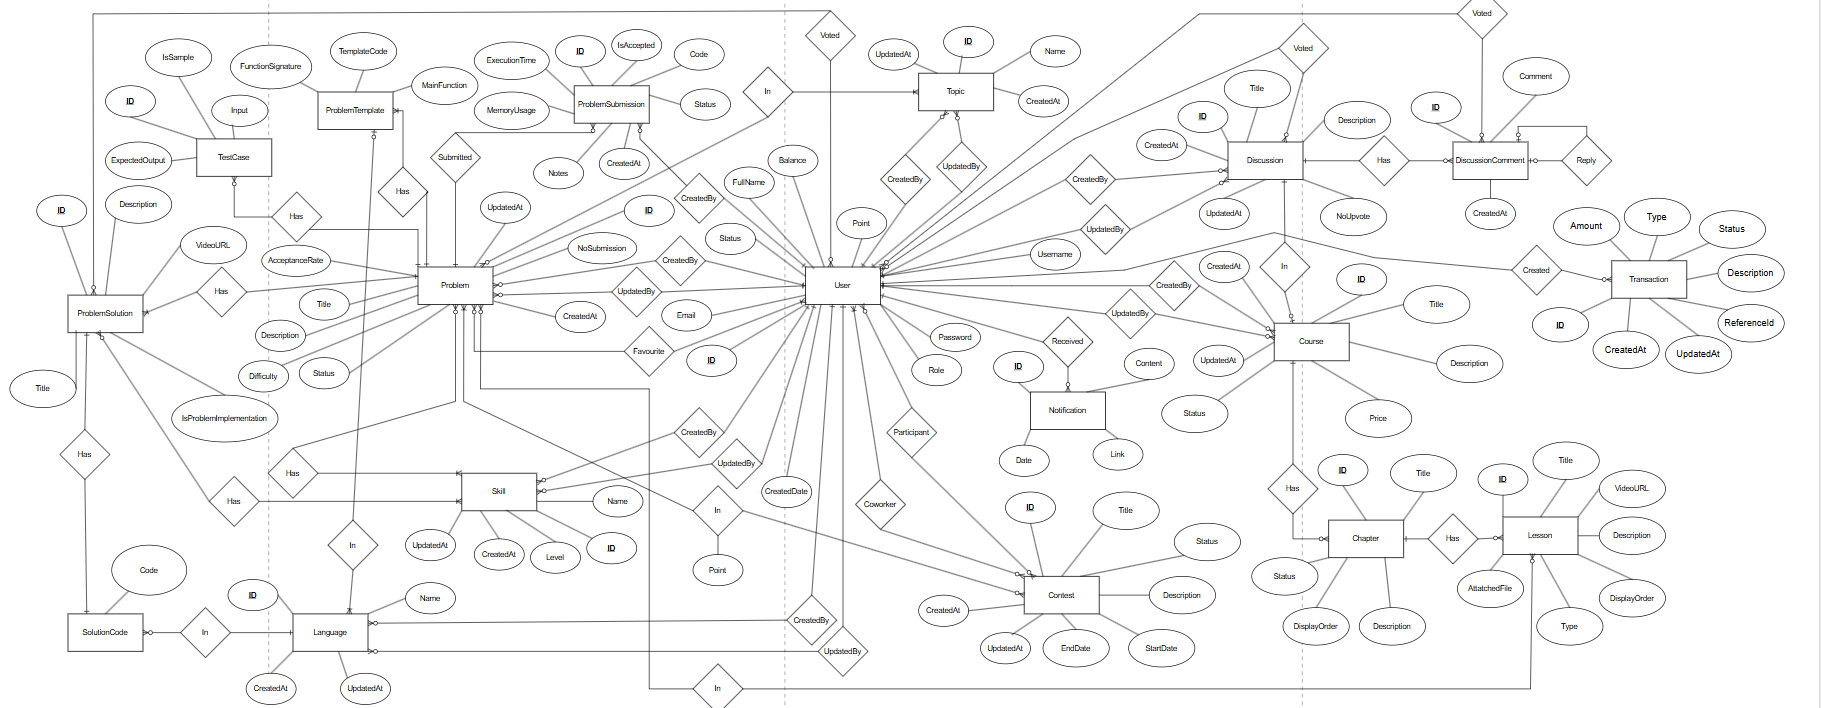 Voted
Voted
Voted
IsSample
FunctionSignature
TemplateCode
MainFunction
ID
IsAccepted
ExecutionTime
Code
MemoryUsage
ProblemSubmission
Status
Notes
CreatedAt
In
UpdatedAt
ID
Name
Topic
CreatedAt
Title
ID
Description
CreatedAt
Discussion
UpdatedAt
NoUpvote
Has
Comment
ID
DiscussionComment
CreatedAt
Reply
ID
Input
ProblemTemplate
TestCase
ExpectedOutput
Submitted
Has
Has
Description
ID
VideoURL
Has
ProblemSolution
Title
IsProblemImplementation
AcceptanceRate
Title
Description
Difficulty
Status
Problem
UpdatedAt
ID
NoSubmission
CreatedAt
CreatedBy
CreatedBy
UpdatedBy
Favourite
Balance
FullName
Status
Point
User
Email
ID
Username
Password
Role
CreatedDate
CreatedBy
UpdatedBy
CreatedBy
UpdatedBy
In
CreatedBy
UpdatedBy
Received
ID
Content
Notification
Date
Link
Amount
Type
Status
Created
Transaction
Description
ID
ReferenceId
CreatedAt
UpdatedAt
CreatedAt
ID
Title
Course
UpdatedAt
Description
Status
Price
Has
Has
Has
Has
Skill
Name
UpdatedAt
CreatedAt
Level
ID
CreatedBy
UpdatedBy
In
Point
Participant
Coworker
ID
Title
Status
Contest
Description
CreatedAt
UpdatedAt
EndDate
StartDate
ID
Title
Chapter
Status
DisplayOrder
Description
Has
ID
Title
VideoURL
Lesson
Description
AttatchedFile
DisplayOrder
Type
Code
In
ID
Name
SolutionCode
In
Language
CreatedAt
UpdatedAt
CreatedBy
UpdatedBy
In